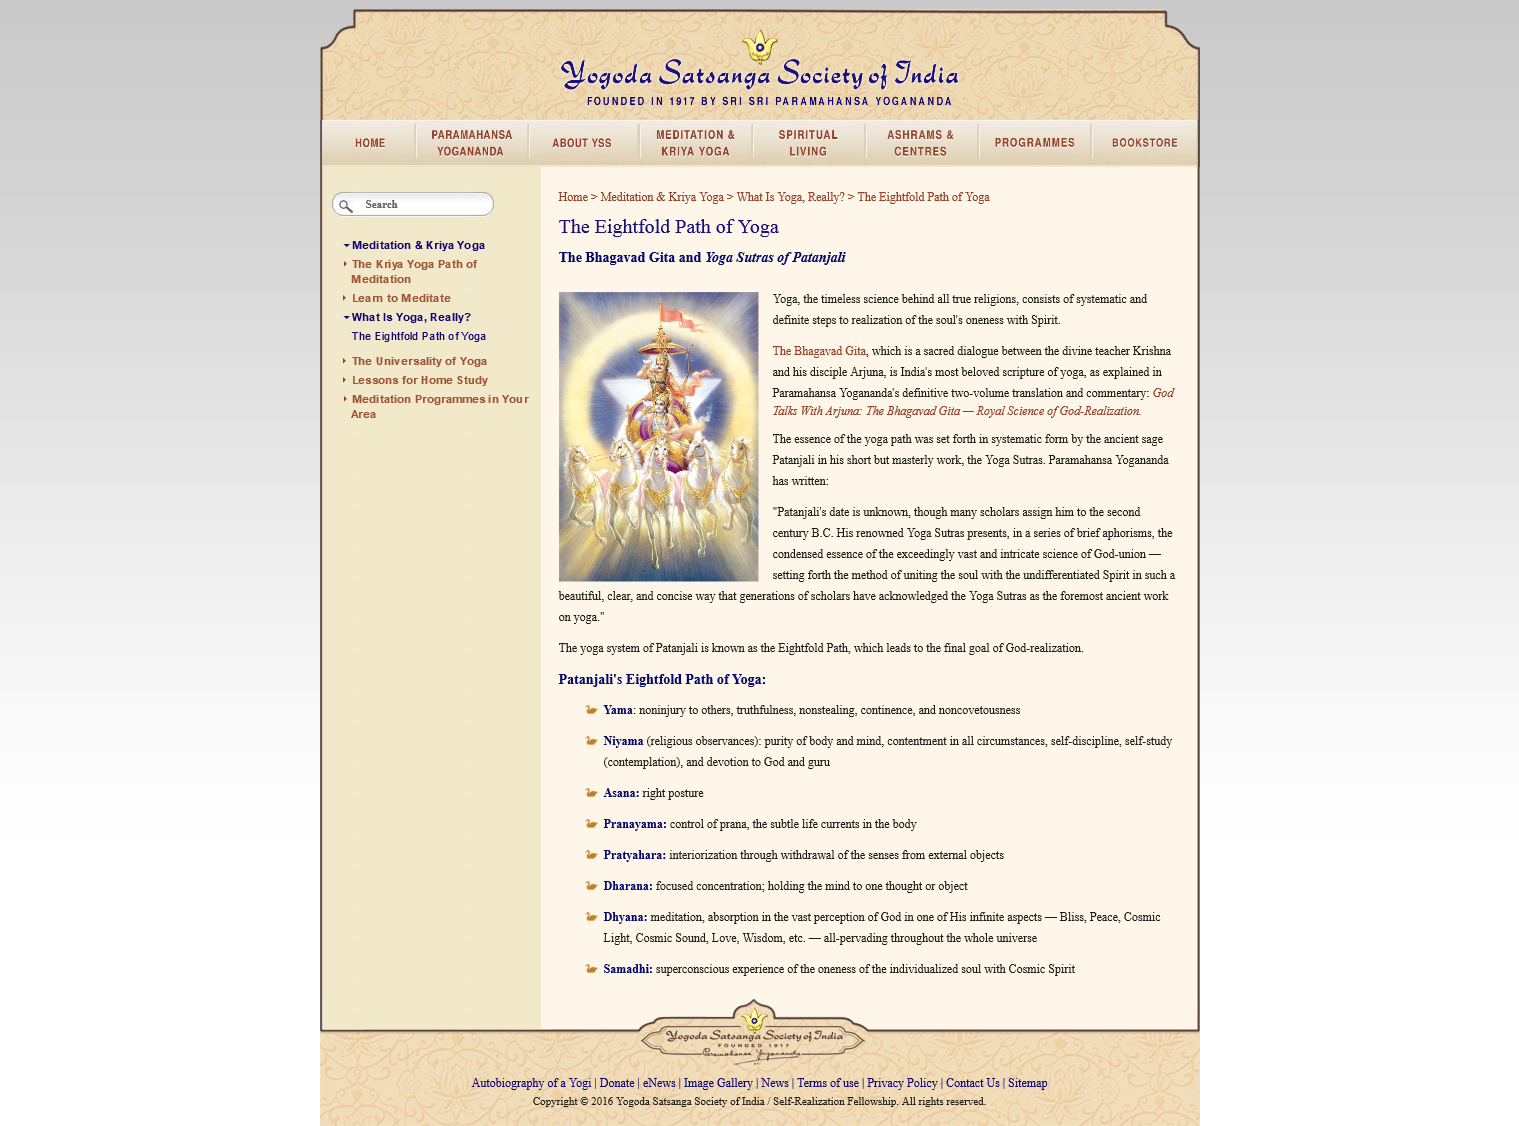 Yogoda Satsanga Society of India
FOUNDED IN 1917 BY SRI SRI PARAMAHANSA YOGANANDA
HOME
PARAMAHANSA
YOGANANDA
ABOUT YSS
MEDITATION &
KRIYA YOGA
SPIRITUAL
LIVING
ASHRAMS &
CENTRES
PROGRAMMES
BOOKSTORE
Search
Meditation & Kriya Yoga
The Kriya Yoga Path of
Meditation
Learn to Meditate
What Is Yoga, Really?
The Eightfold Path of Yoga
The Universality of Yoga
Lessons for Home Study
Meditation Programmes in Your
Area
Home > Meditation & Kriya Yoga > What Is Yoga, Really? > The Eightfold Path of Yoga
The Eightfold Path of Yoga
The Bhagavad Gita and Yoga Sutras of Patanjali
Yoga, the timeless science behind all true religions, consists of systematic and
definite steps to realization of the soul's oneness with Spirit.
The Bhagavad Gita, which is a sacred dialogue between the divine teacher Krishna
and his disciple Arjuna, is India's most beloved scripture of yoga, as explained in
Paramahansa Yogananda's definitive two-volume translation and commentary: God
Talks With Arjuna: The Bhagavad Gita — Royal Science of God-Realization.
The essence of the yoga path was set forth in systematic form by the ancient sage
Patanjali in his short but masterly work, the Yoga Sutras. Paramahansa Yogananda
has written:
"Patanjali's date is unknown, though many scholars assign him to the second
century B.C. His renowned Yoga Sutras presents, in a series of brief aphorisms, the
condensed essence of the exceedingly vast and intricate science of God-union —
setting forth the method of uniting the soul with the undifferentiated Spirit in such a
beautiful, clear, and concise way that generations of scholars have acknowledged the Yoga Sutras as the foremost ancient work
on yoga."
The yoga system of Patanjali is known as the Eightfold Path, which leads to the final goal of God-realization.
Patanjali's Eightfold Path of Yoga:
Yama: noninjury to others, truthfulness, nonstealing, continence, and noncovetousness
Niyama (religious observances): purity of body and mind, contentment in all circumstances, self-discipline, self-study
(contemplation), and devotion to God and guru
Asana: right posture
Pranayama: control of prana, the subtle life currents in the body
Pratyahara: interiorization through withdrawal of the senses from external objects
Dharana: focused concentration; holding the mind to one thought or object
Dhyana: meditation, absorption in the vast perception of God in one of His infinite aspects — Bliss, Peace, Cosmic
Light, Cosmic Sound, Love, Wisdom, etc. — all-pervading throughout the whole universe
Samadhi: superconscious experience of the oneness of the individualized soul with Cosmic Spirit
Yogoda Satsanga Society of India
FOUNDED 1917
Paramahansa Yogananda
Autobiography of a Yogi | Donate | eNews | Image Gallery | News | Terms of use | Privacy Policy | Contact Us | Sitemap
Copyright © 2016 Yogoda Satsanga Society of India / Self-Realization Fellowship. All rights reserved.